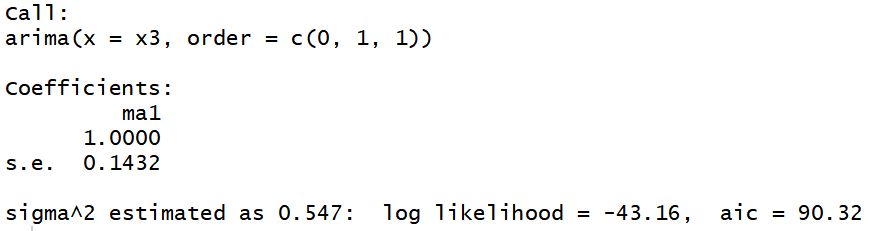 Call:
arima(x = x3, order = c(0, 1, 1))
Coefficients:
ma1
1.0000
s.e. 0.1432
sigma^2 estimated as 0.547: log likelihood = -43.16, aic = 90.32